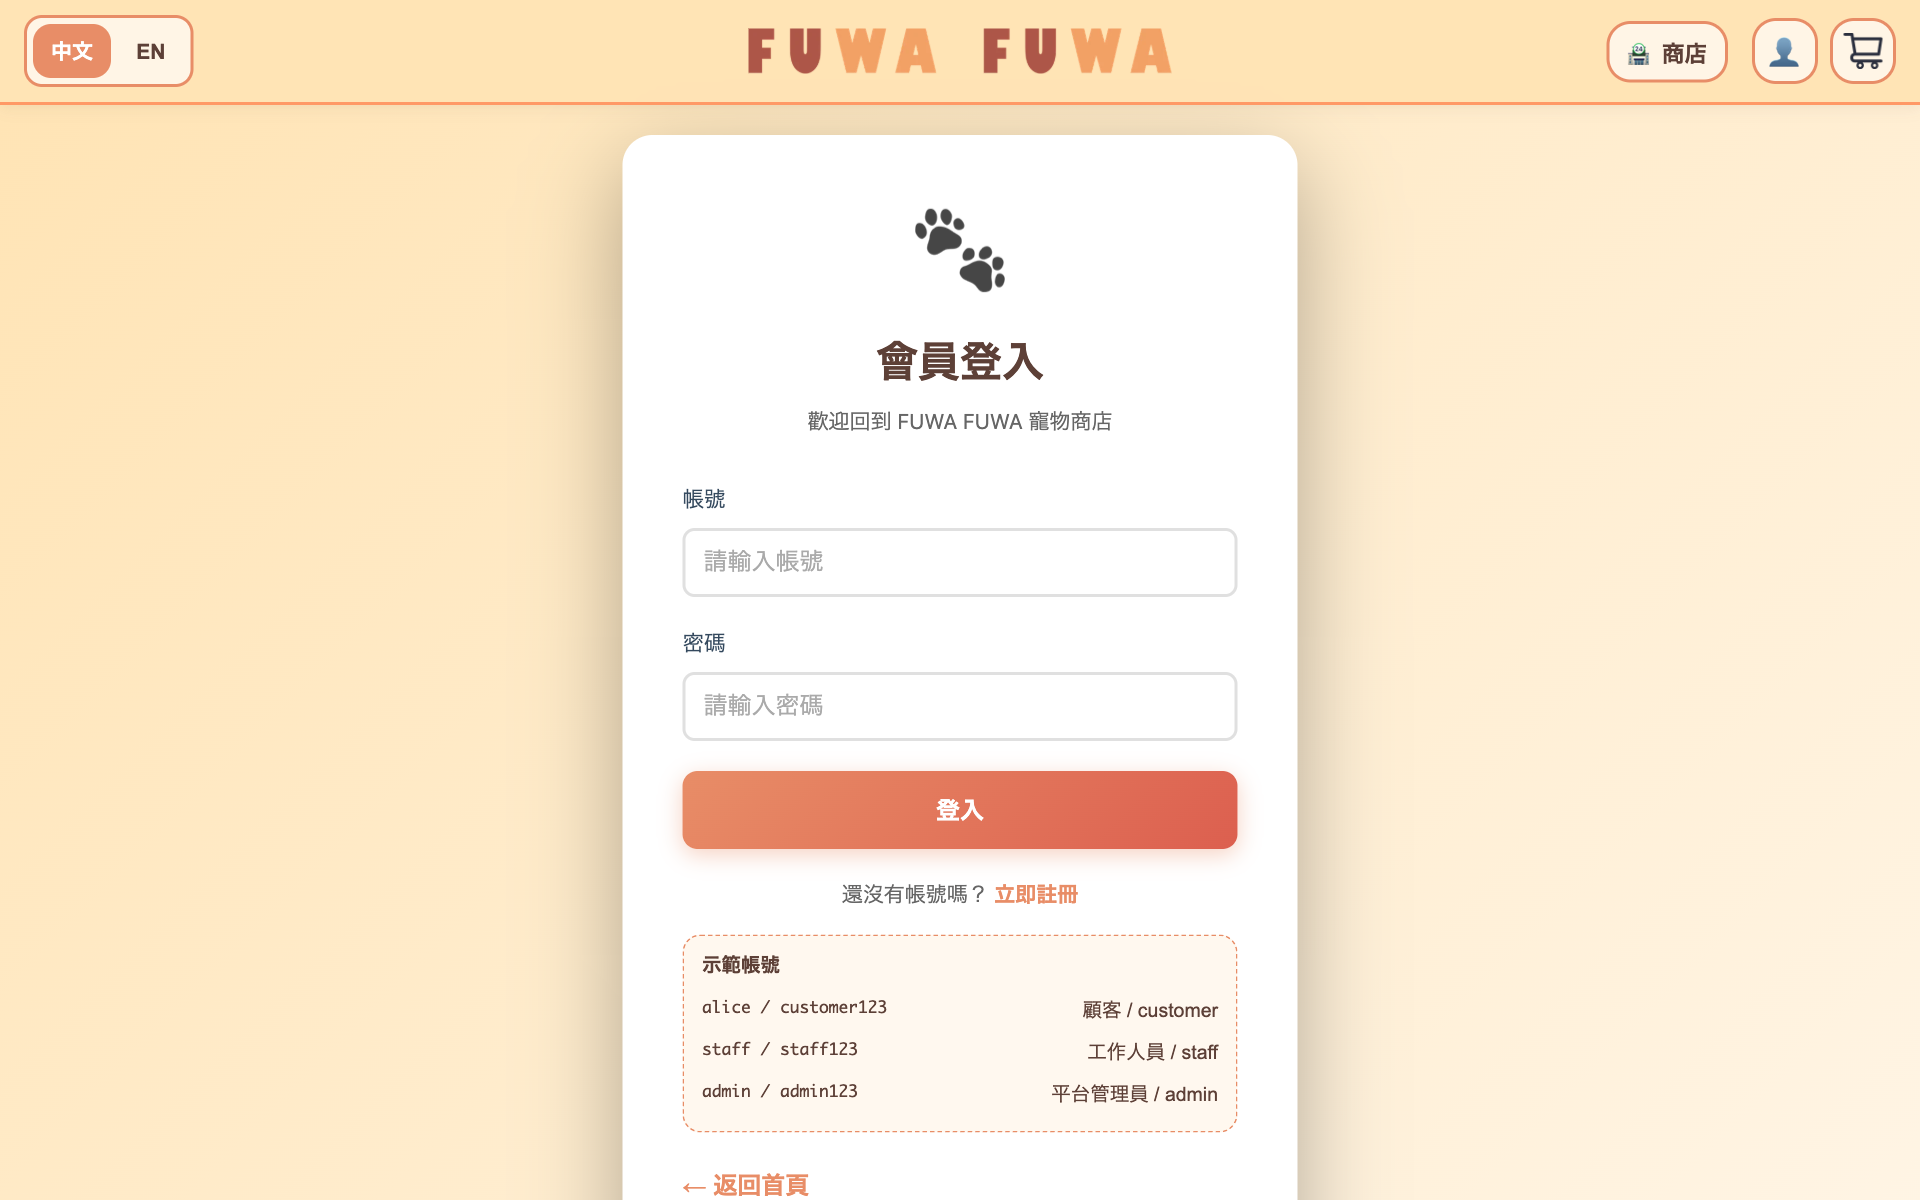 中文 EN
FUWA FUWA
商店
會員登入
歡迎回到 FUWA FUWA 寵物商店
帳號
請輸入帳號
密碼
請輸入密碼
登入
還沒有帳號嗎？ 立即註冊
示範帳號
alice / customer123 顧客 / customer
staff / staff123 工作人員 / staff
admin / admin123 平台管理員 / admin
← 返回首頁